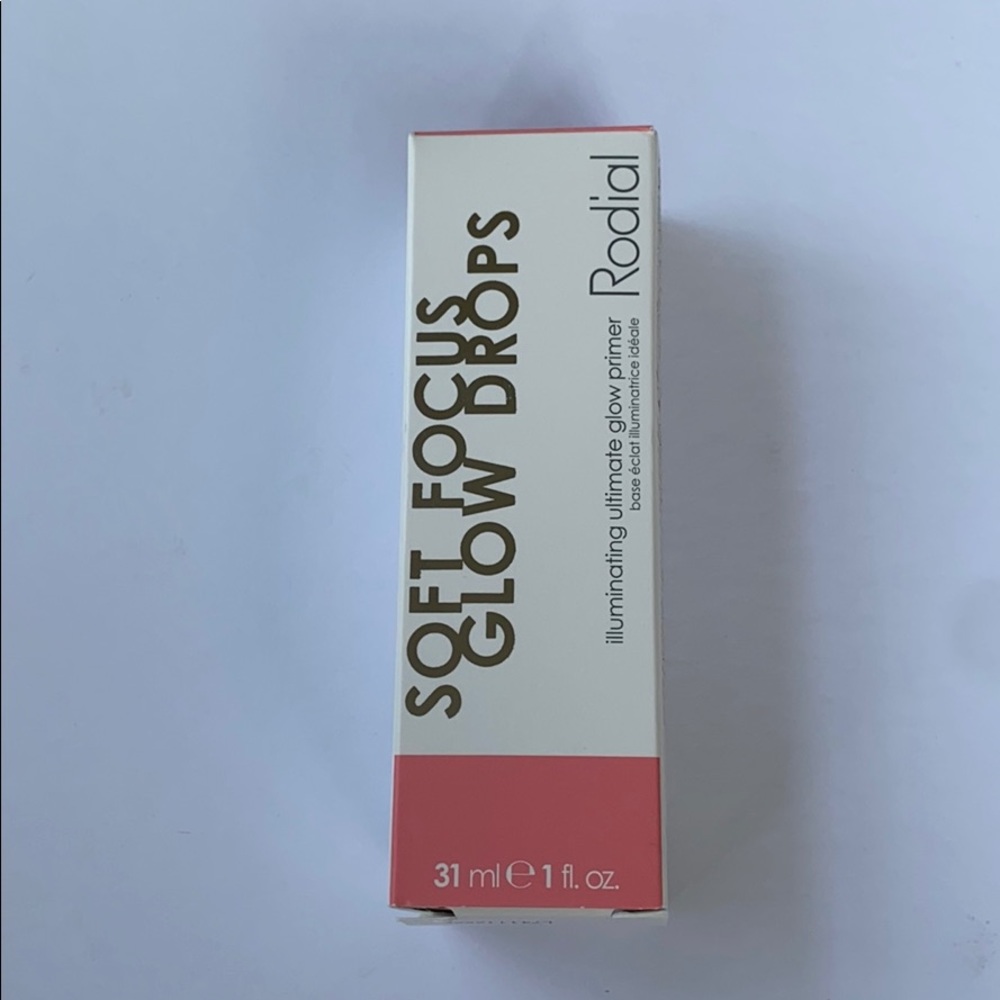 SOFT FOCUS
GLOW DROPS
Rodial
illuminating ultimate glow primer
base éclat illuminatrice idéale
31 ml ℮ 1 fl. oz.